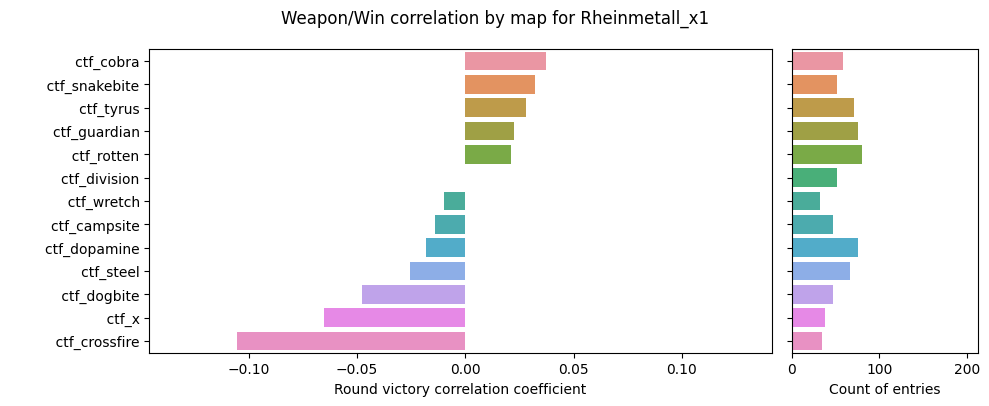 Weapon/Win correlation by map for Rheinmetall_x1
ctf_cobra
ctf_snakebite
ctf_tyrus
ctf_guardian
ctf_rotten
ctf_division
ctf_wretch
ctf_campsite
ctf_dopamine
ctf_steel
ctf_dogbite
ctf_x
ctf_crossfire
−0.10 −0.05 0.00 0.05 0.10
Round victory correlation coefficient
0 100 200
Count of entries